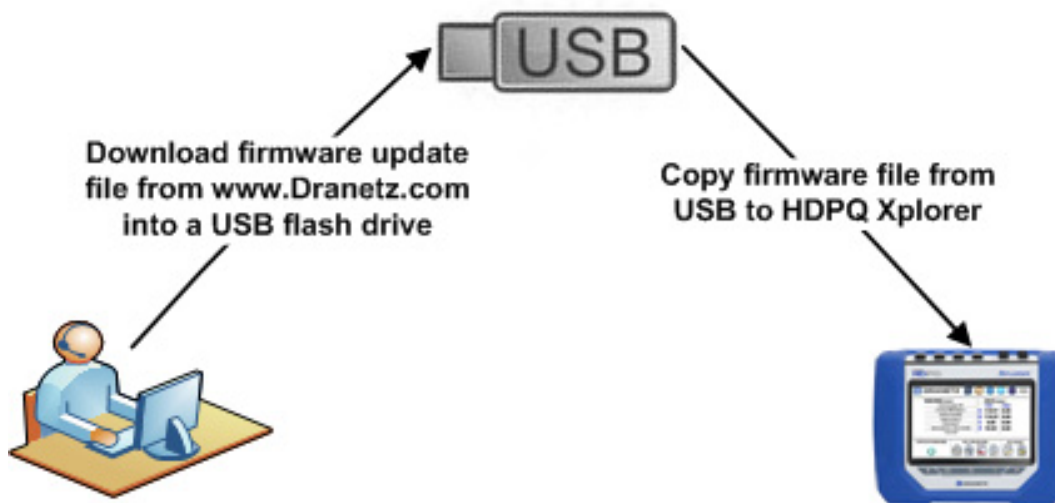 USB
Download firmware update
file from www.Dranetz.com
into a USB flash drive
Copy firmware file from
USB to HDPQ Xplorer